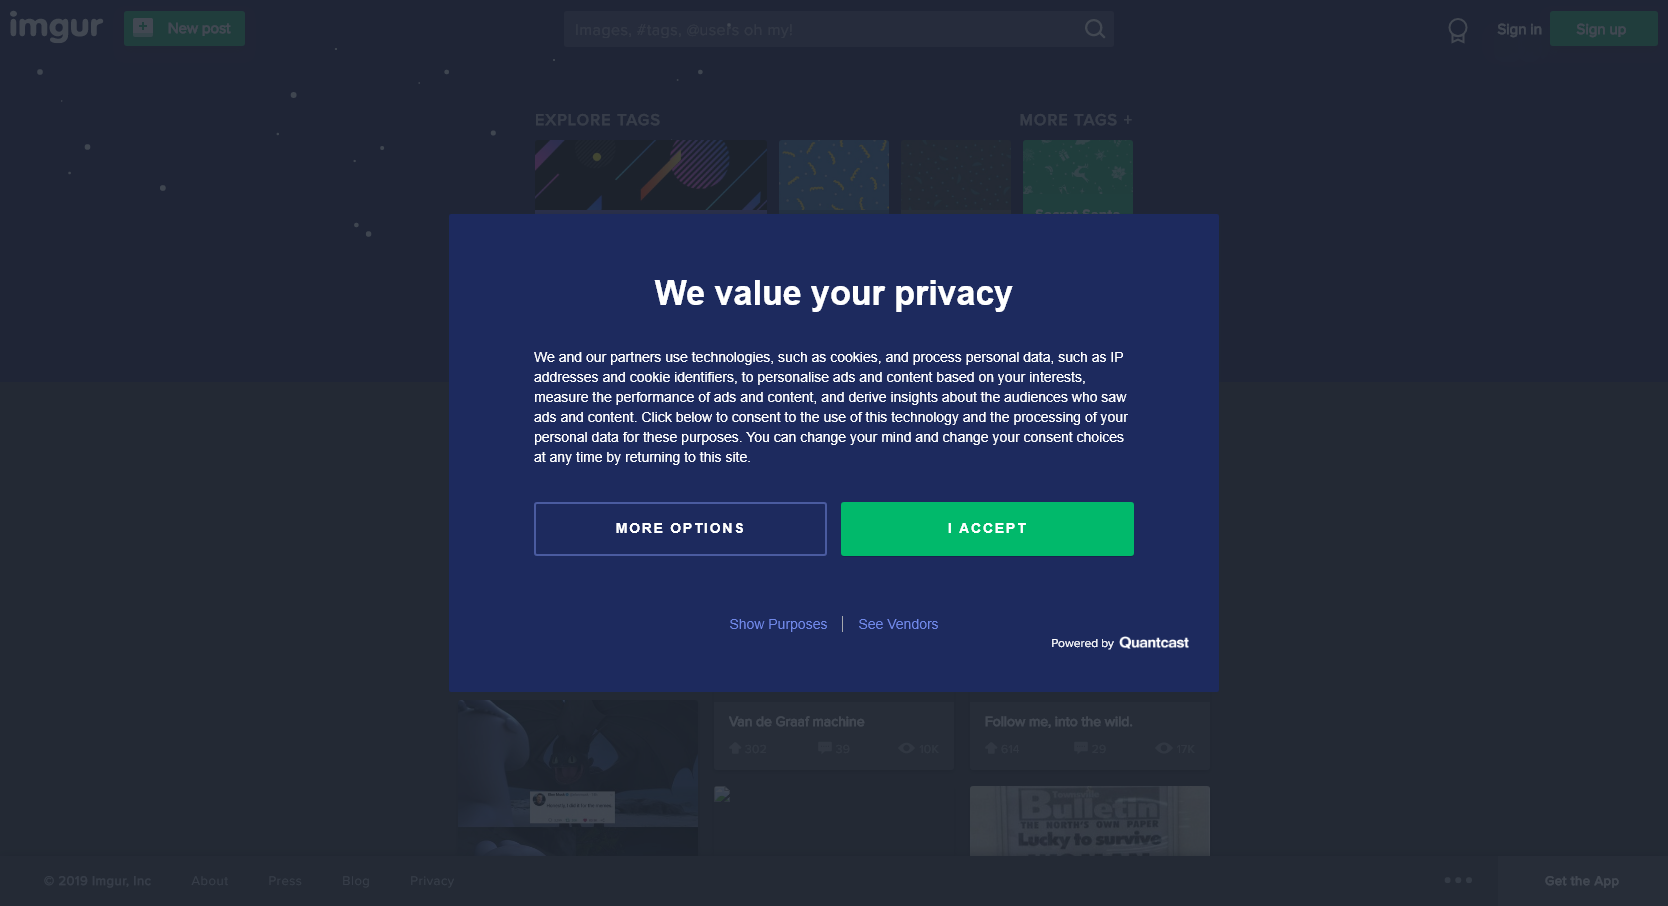 imgur
New post
Images, #tags, @users oh my!
Sign in
Sign up
EXPLORE TAGS
MORE TAGS +
Secret Santa
We value your privacy
We and our partners use technologies, such as cookies, and process personal data, such as IP
addresses and cookie identifiers, to personalise ads and content based on your interests,
measure the performance of ads and content, and derive insights about the audiences who saw
ads and content. Click below to consent to the use of this technology and the processing of your
personal data for these purposes. You can change your mind and change your consent choices
at any time by returning to this site.
MORE OPTIONS
I ACCEPT
Show Purposes
See Vendors
Powered by Quantcast
Van de Graaf machine
302
39
10K
Follow me, into the wild.
614
29
17K
Bulletin
THE NORTH'S OWN PAPER
Lucky to survive
© 2019 Imgur, Inc
About
Press
Blog
Privacy
Get the App